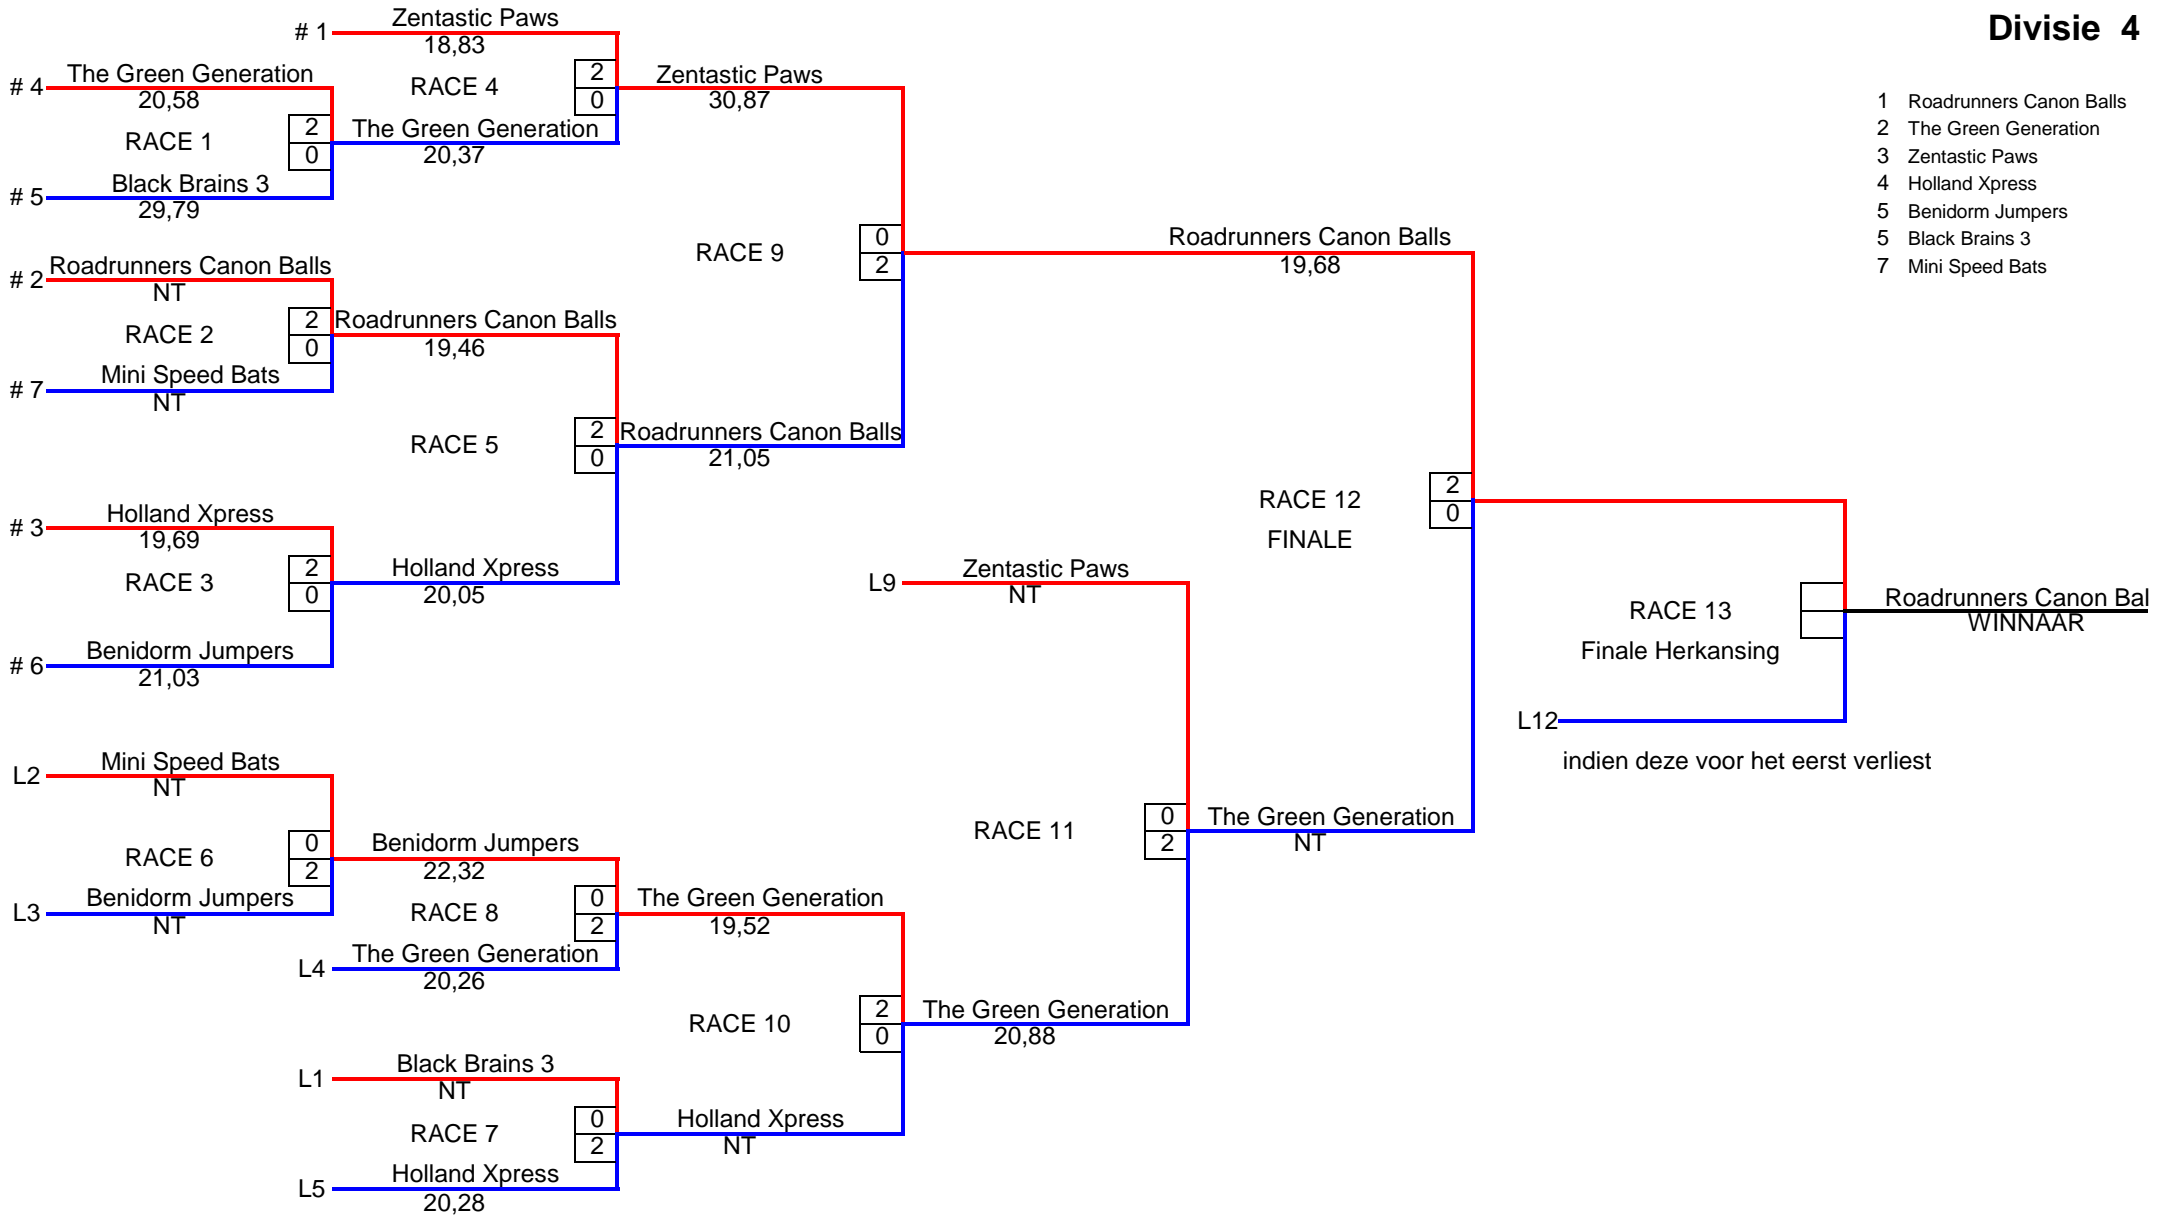 Divisie 4
1 Roadrunners Canon Balls
2 The Green Generation
3 Zentastic Paws
4 Holland Xpress
5 Benidorm Jumpers
5 Black Brains 3
7 Mini Speed Bats
# 1 Zentastic Paws
18,83
RACE 4
2
0
# 4 The Green Generation
20,58
RACE 1
2
0
The Green Generation
20,37
# 5 Black Brains 3
29,79
Zentastic Paws
30,87
RACE 9
0
2
# 2 Roadrunners Canon Balls
NT
RACE 2
2
0
# 7 Mini Speed Bats
NT
Roadrunners Canon Balls
19,46
RACE 5
2
0
Roadrunners Canon Balls
21,05
# 3 Holland Xpress
19,69
RACE 3
2
0
Holland Xpress
20,05
# 6 Benidorm Jumpers
21,03
Roadrunners Canon Balls
19,68
RACE 12
FINALE
2
0
L9 Zentastic Paws
NT
RACE 11
0
2
The Green Generation
NT
RACE 13
Finale Herkansing
Roadrunners Canon Bal
WINNAAR
L12
indien deze voor het eerst verliest
L2 Mini Speed Bats
NT
RACE 6
0
2
L3 Benidorm Jumpers
NT
Benidorm Jumpers
22,32
RACE 8
0
2
L4 The Green Generation
20,26
The Green Generation
19,52
RACE 10
2
0
The Green Generation
20,88
L1 Black Brains 3
NT
RACE 7
0
2
Holland Xpress
NT
L5 Holland Xpress
20,28